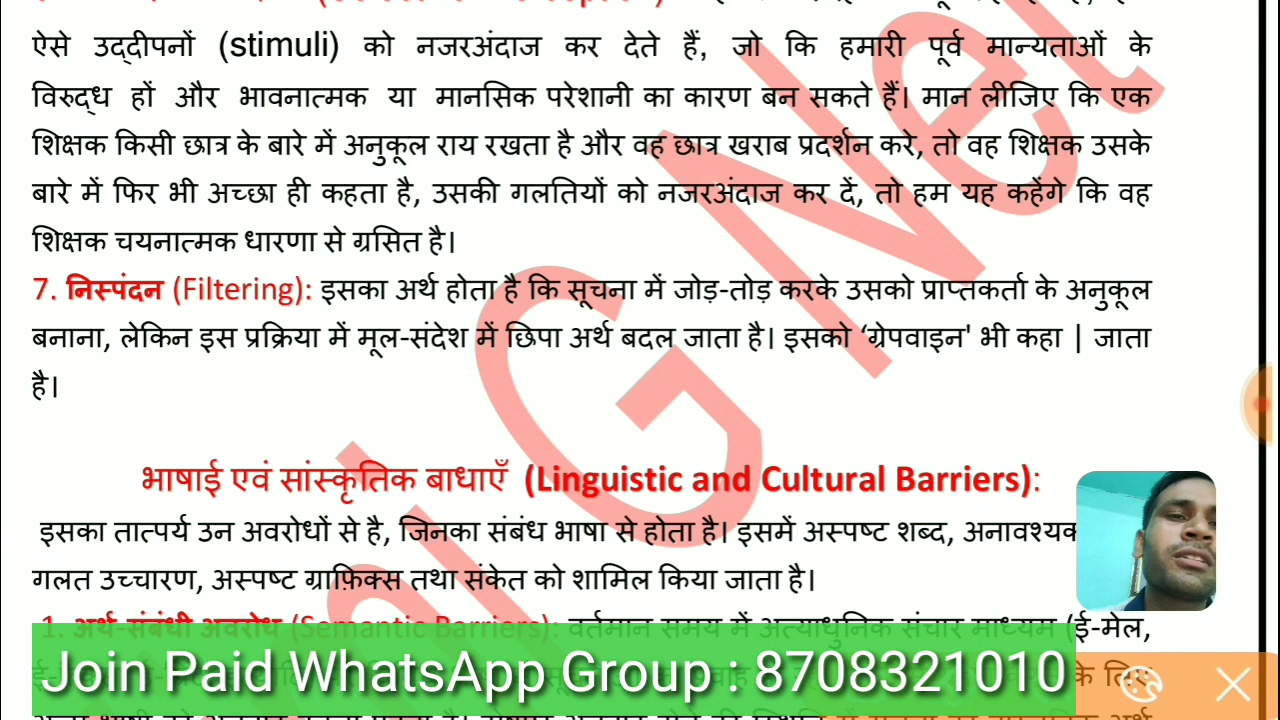 ऐसे उद्दीपनों (stimuli) को नजरअंदाज कर देते हैं, जो कि हमारी पूर्व मान्यताओं के
विरुद्ध हों और भावनात्मक या मानसिक परेशानी का कारण बन सकते हैं। मान लीजिए कि एक
शिक्षक किसी छात्र के बारे में अनुकूल राय रखता है और वह छात्र खराब प्रदर्शन करे, तो वह शिक्षक उसके
बारे में फिर भी अच्छा ही कहता है, उसकी गलतियों को नजरअंदाज कर दें, तो हम यह कहेंगे कि वह
शिक्षक चयनात्मक धारणा से ग्रसित है।
7. निस्पंदन (Filtering): इसका अर्थ होता है कि सूचना में जोड़-तोड़ करके उसको प्राप्तकर्ता के अनुकूल
बनाना, लेकिन इस प्रक्रिया में मूल-संदेश में छिपा अर्थ बदल जाता है। इसको ‘ग्रेपवाइन' भी कहा | जाता
है।
भाषाई एवं सांस्कृतिक बाधाएँ (Linguistic and Cultural Barriers):
इसका तात्पर्य उन अवरोधों से है, जिनका संबंध भाषा से होता है। इसमें अस्पष्ट शब्द, अनावश्यक
गलत उच्चारण, अस्पष्ट ग्राफ़िक्स तथा संकेत को शामिल किया जाता है।
1. अर्थ-संबंधी अवरोध (Semantic Barriers): वर्तमान समय में अत्याधुनिक संचार माध्यम (ई-मेल,
के लिए
Join Paid WhatsApp Group : 8708321010